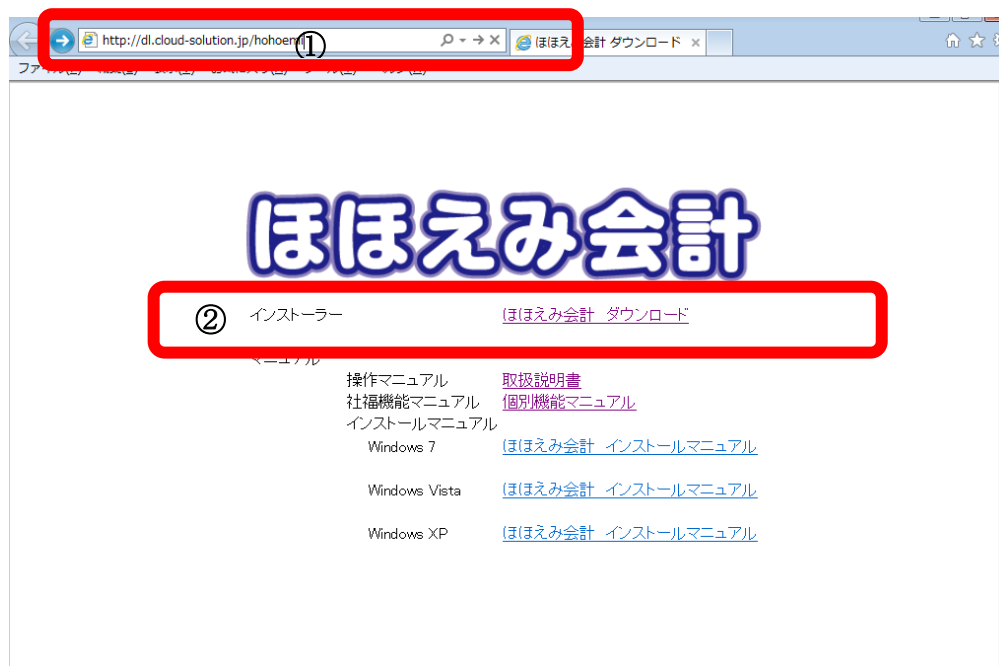 http://dl.cloud-solution.jp/hohoemi
①
ほほえみ会計 ダウンロード
ほほえみ会計
②
インストーラー ほほえみ会計 ダウンロード
マニュアル
操作マニュアル 取扱説明書
社福機能マニュアル 個別機能マニュアル
インストールマニュアル
Windows 7 ほほえみ会計 インストールマニュアル
Windows Vista ほほえみ会計 インストールマニュアル
Windows XP ほほえみ会計 インストールマニュアル